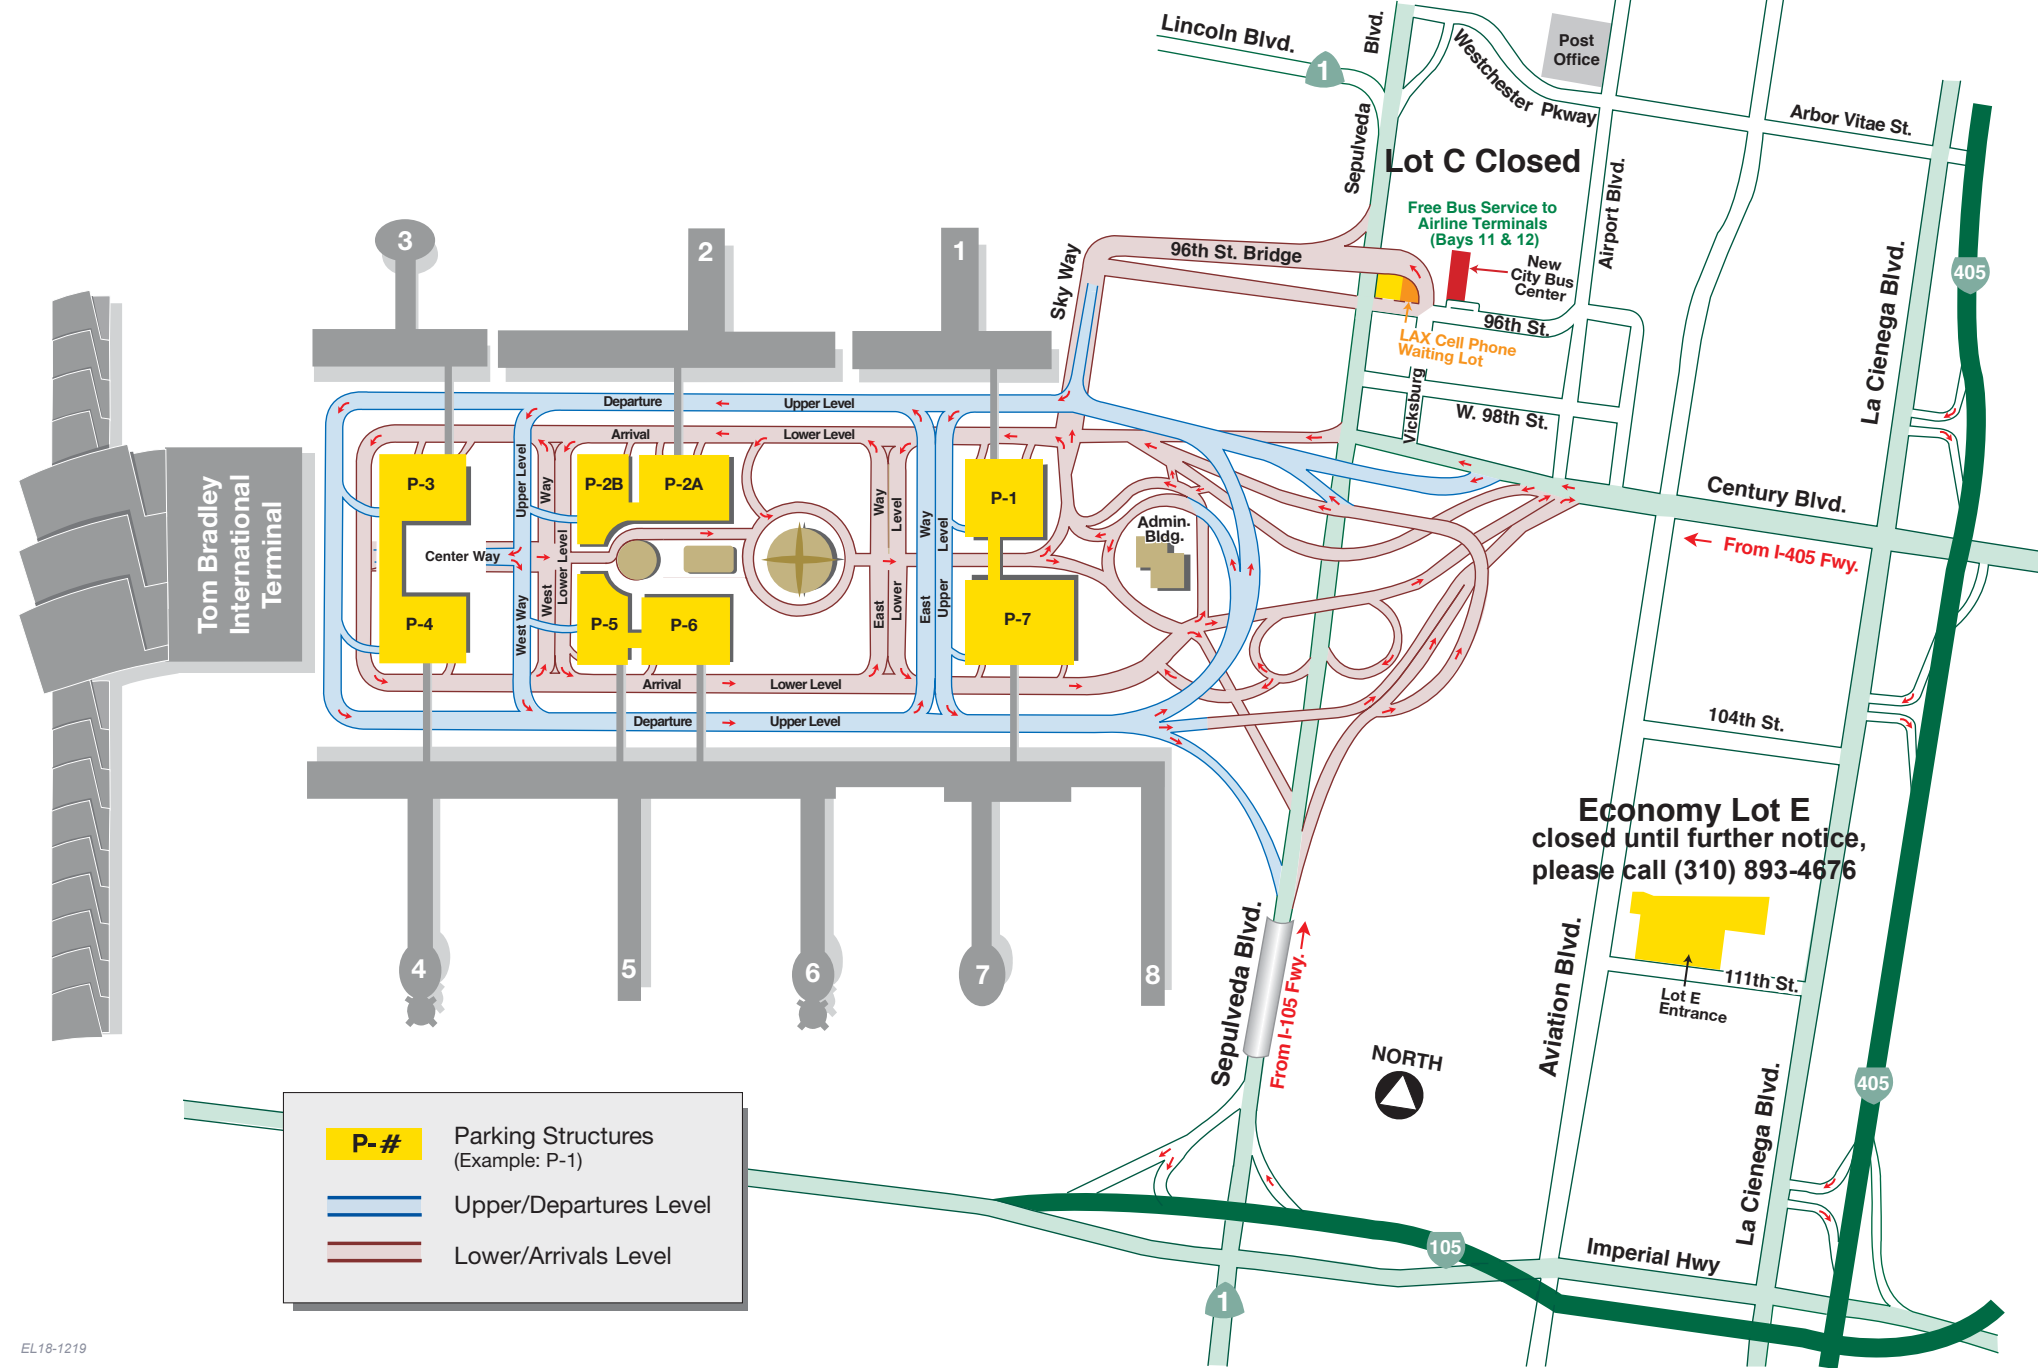 Lincoln Blvd.
1
Blvd.
Sepulveda
Westchester Pkway
Post
Office
Arbor Vitae St.
Lot C Closed
Airport Blvd.
Free Bus Service to
Airline Terminals
(Bays 11 & 12)
New
City Bus
Center
96th St. Bridge
Sky Way
96th St.
LAX Cell Phone
Waiting Lot
Vicksburg
W. 98th St.
La Cienega Blvd.
405
Century Blvd.
From I-405 Fwy.
3
2
1
Departure
Upper Level
Arrival
Lower Level
P-3
P-2B
P-2A
P-1
Upper Level
Way
Way
Level
Way
Level
Tom Bradley
International
Terminal
Center Way
Lower Level
West
West Way
East
Lower
East
Upper
Admin.
Bldg.
P-4
P-5
P-6
P-7
Arrival
Lower Level
Departure
Upper Level
104th St.
Economy Lot E
closed until further notice,
please call (310) 893-4676
111th St.
Lot E
Entrance
Aviation Blvd.
Sepulveda Blvd.
From I-105 Fwy.
4
5
6
7
8
NORTH
405
La Cienega Blvd.
P-#
Parking Structures
(Example: P-1)
Upper/Departures Level
Lower/Arrivals Level
105
Imperial Hwy
1
EL18-1219